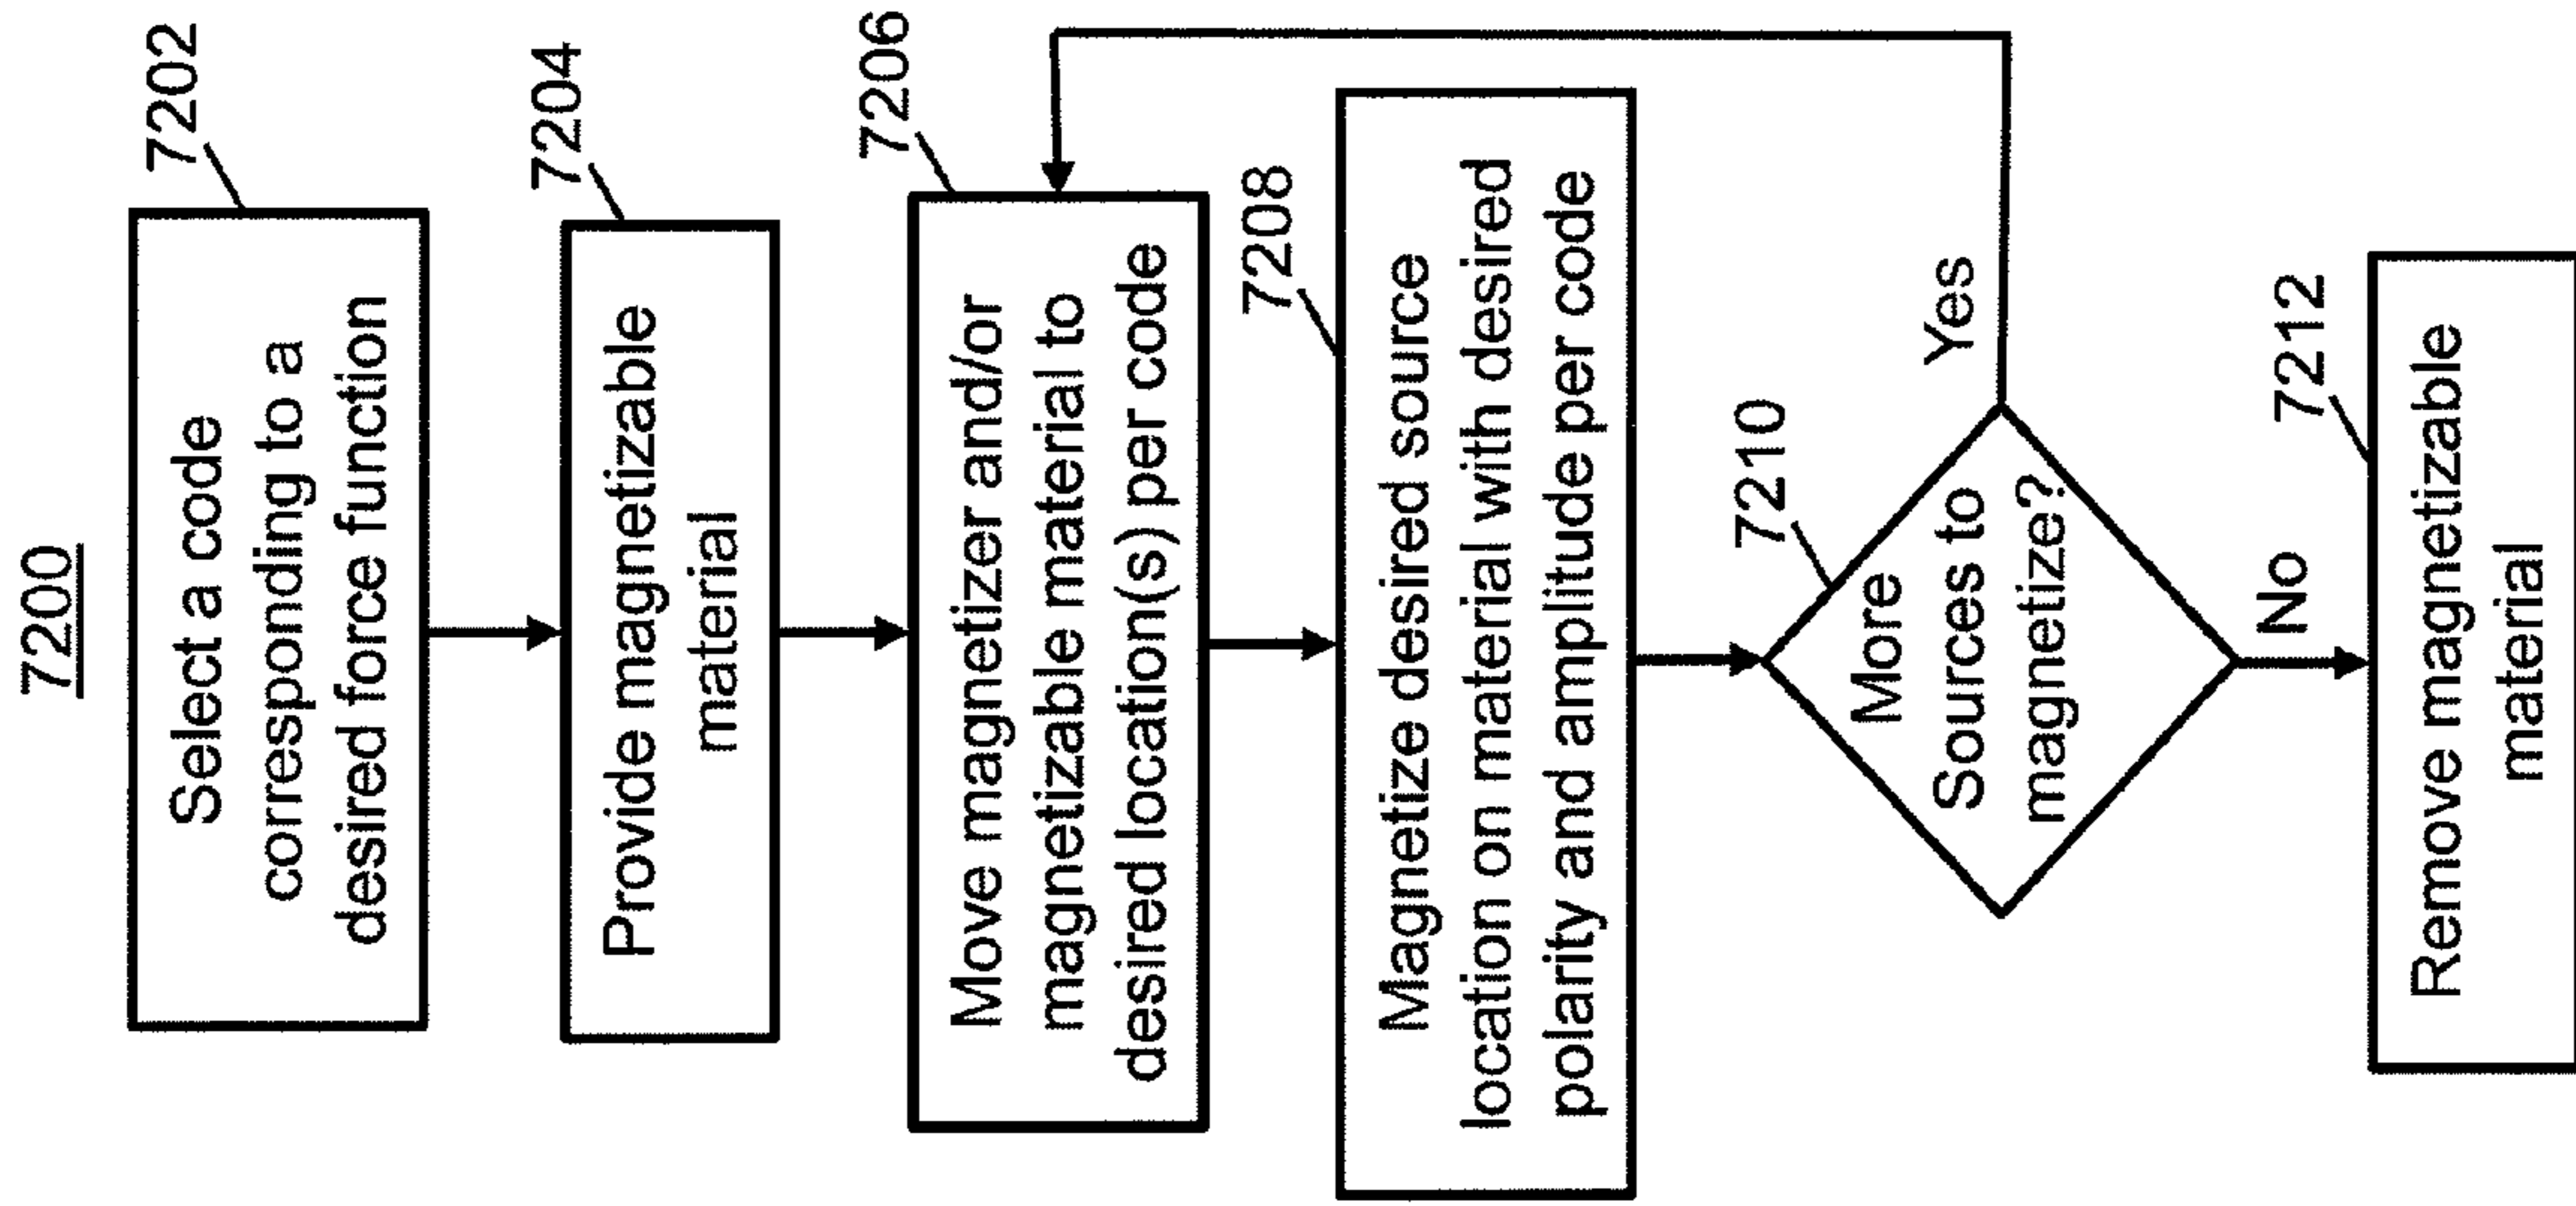 7200
7202
Select a code
corresponding to a
desired force function
7204
Provide magnetizable
material
7206
Move magnetizer and/or
magnetizable material to
desired location(s) per code
7208
Magnetize desired source
location on material with desired
polarity and amplitude per code
7210
More
Sources to
magnetize?
Yes
No
7212
Remove magnetizable
material